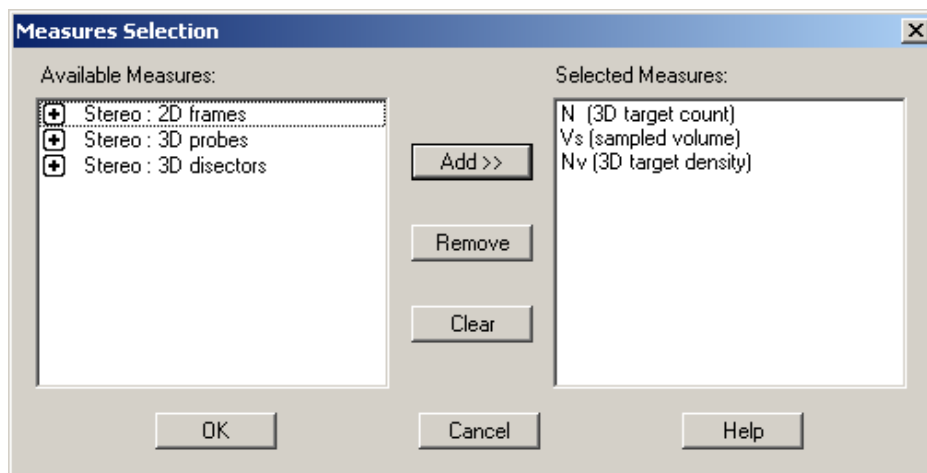 Measures Selection
Available Measures:
Stereo : 2D frames
Stereo : 3D probes
Stereo : 3D disectors
Add >>
Remove
Clear
Selected Measures:
N  (3D target count)
Vs (sampled volume)
Nv (3D target density)
OK
Cancel
Help